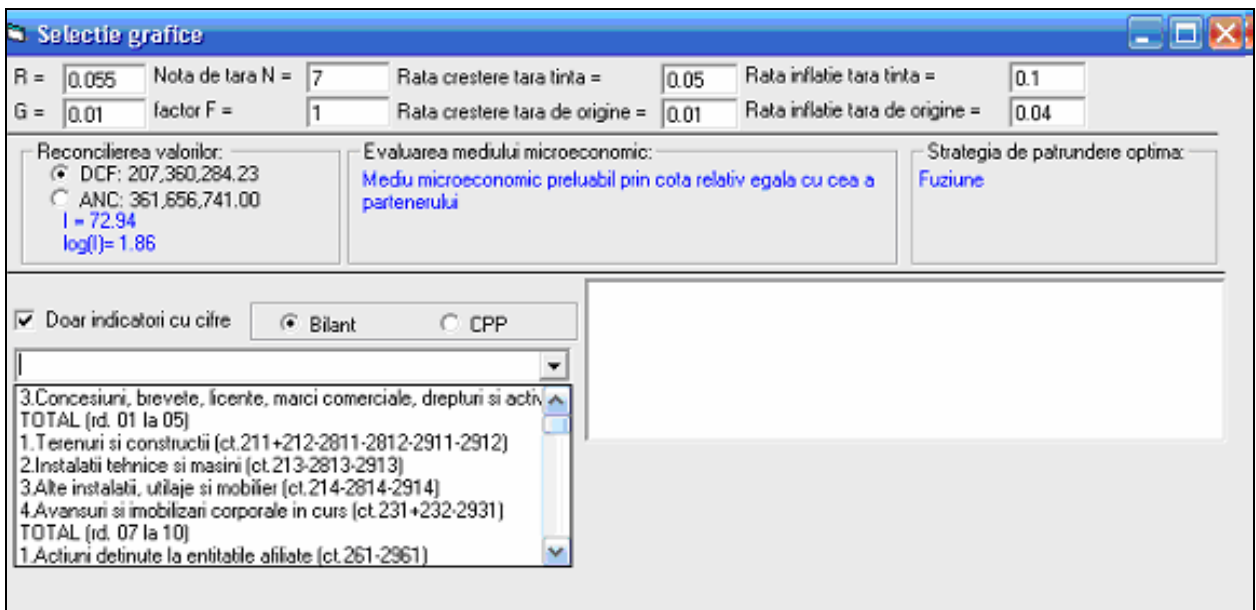 Selectie grafice
R = 0.055 Nota de tara N = 7 Rata crestere tara tinta = 0.05 Rata inflatie tara tinta = 0.1
G = 0.01 factor F = 1 Rata crestere tara de origine = 0.01 Rata inflatie tara de origine = 0.04
Reconcilierea valorilor:
DCF: 207,360,284.23
ANC: 361,656,741.00
I = 72.94
log(I)= 1.86
Evaluarea mediului microeconomic:
Mediu microeconomic preluabil prin cota relativ egala cu cea a
partenerului
Strategia de patrundere optima:
Fuziune
Doar indicatori cu cifre Bilant CPP
3.Concesiuni, brevete, licente, marci comerciale, drepturi si activ
TOTAL (rd. 01 la 05)
1.Terenuri si constructii (ct.211+212-2811-2812-2911-2912)
2.Instalatii tehnice si masini (ct.213-2813-2913)
3.Alte instalatii, utilaje si mobilier (ct.214-2814-2914)
4.Avansuri si imobilizari corporale in curs (ct.231+232-2931)
TOTAL (rd. 07 la 10)
1.Actiuni detinute la entitatile afiliate (ct.261-2961)